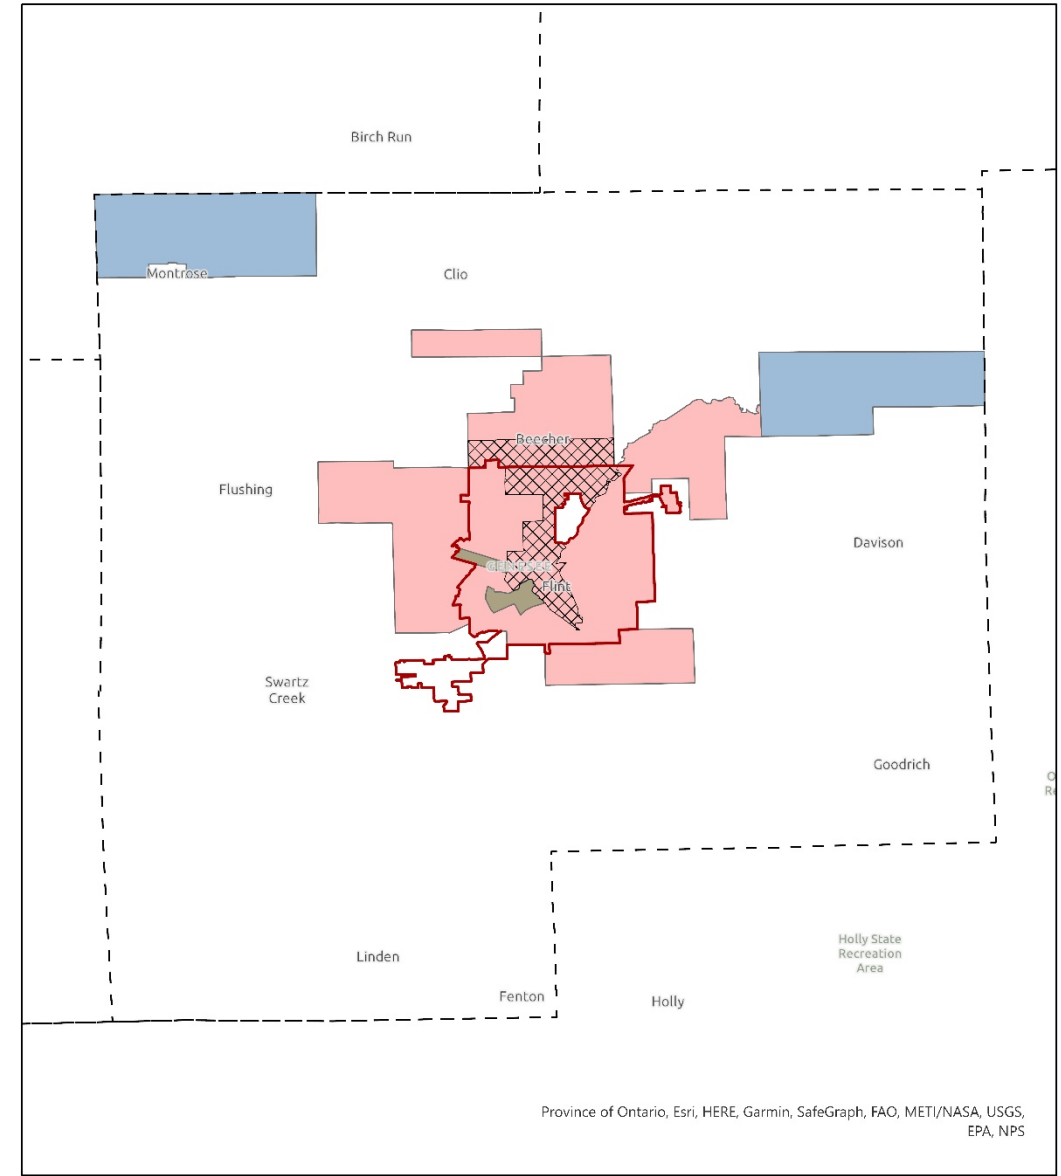 Birch Run
Montrose
Clio
Beecher
Flushing
Davison
GENESEE
Flint
Swartz
Creek
Goodrich
Linden
Holly State
Recreation
Area
Fenton
Holly
Province of Ontario, Esri, HERE, Garmin, SafeGraph, FAO, METI/NASA, USGS,
EPA, NPS